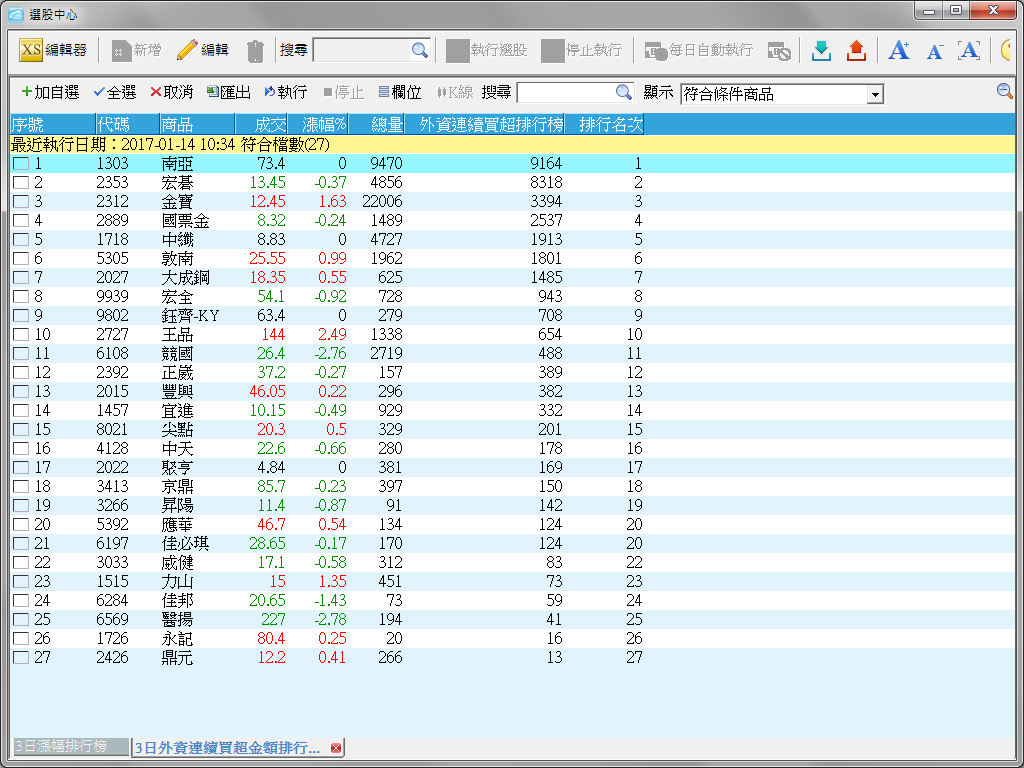 選股中心
XS 編輯器 新增 編輯 搜尋 執行選股 停止執行 每日自動執行 A+ A- A
+加自選 全選 取消 匯出 執行 停止 欄位 K線 搜尋 顯示 符合條件商品
序號 代碼 商品 成交 漲幅% 總量 外資連續買超排行榜 排行名次
最近執行日期：2017-01-14 10:34 符合檔數(27)
1 1303 南亞 73.4 0 9470 9164 1
2 2353 宏碁 13.45 -0.37 4856 8318 2
3 2312 金寶 12.45 1.63 22006 3394 3
4 2889 國票金 8.32 -0.24 1489 2537 4
5 1718 中纖 8.83 0 4727 1913 5
6 5305 敦南 25.55 0.99 1962 1801 6
7 2027 大成鋼 18.35 0.55 625 1485 7
8 9939 宏全 54.1 -0.92 728 943 8
9 9802 鈺齊-KY 63.4 0 279 708 9
10 2727 王品 144 2.49 1338 654 10
11 6108 競國 26.4 -2.76 2719 488 11
12 2392 正崴 37.2 -0.27 157 389 12
13 2015 豐興 46.05 0.22 296 382 13
14 1457 宜進 10.15 -0.49 929 332 14
15 8021 尖點 20.3 0.5 329 201 15
16 4128 中天 22.6 -0.66 280 178 16
17 2022 聚亨 4.84 0 381 169 17
18 3413 京鼎 85.7 -0.23 397 150 18
19 3266 昇陽 11.4 -0.87 91 142 19
20 5392 應華 46.7 0.54 134 124 20
21 6197 佳必琪 28.65 -0.17 170 124 20
22 3033 威健 17.1 -0.58 312 83 22
23 1515 力山 15 1.35 451 73 23
24 6284 佳邦 20.65 -1.43 73 59 24
25 6569 醫揚 227 -2.78 194 41 25
26 1726 永記 80.4 0.25 20 16 26
27 2426 鼎元 12.2 0.41 266 13 27
3日漲幅排行榜 3日外資連續買超金額排行...